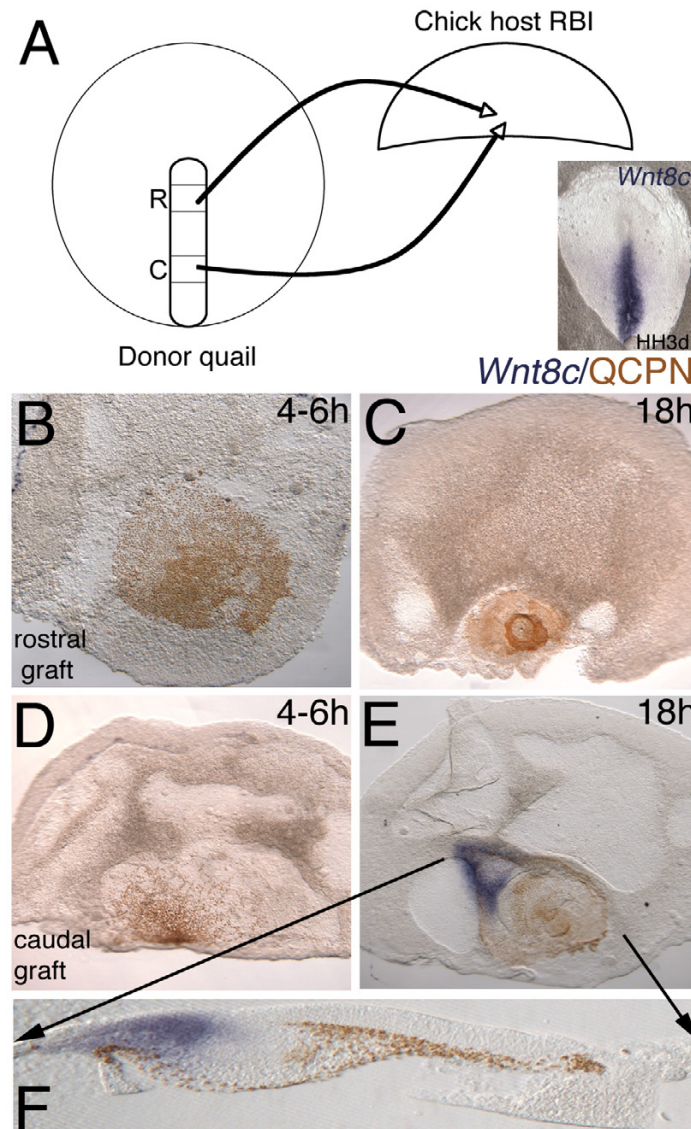 A
Chick host RBI
R
C
Donor quail
Wnt8c
HH3d
Wnt8c/QCPN
B
4-6h
rostral
graft
C
18h
D
4-6h
caudal
graft
E
18h
F